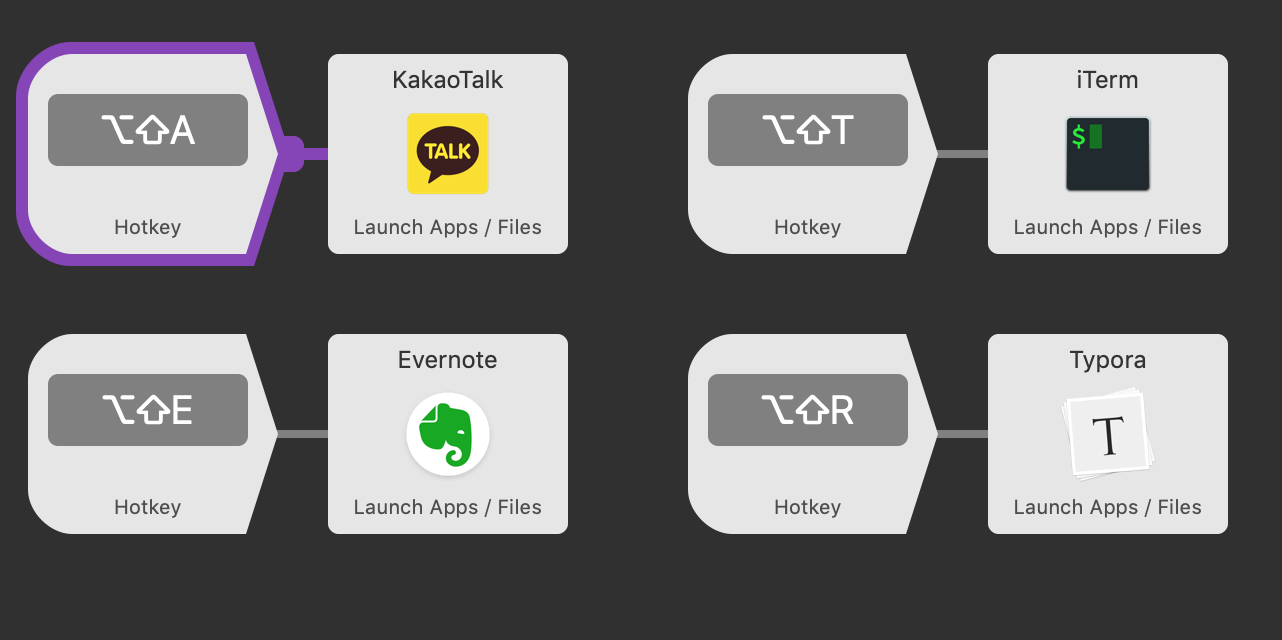 KakaoTalk
⌥⇧A
TALK
Hotkey
Launch Apps / Files
iTerm
⌥⇧T
$
Hotkey
Launch Apps / Files
Evernote
⌥⇧E
Hotkey
Launch Apps / Files
Typora
⌥⇧R
T
Hotkey
Launch Apps / Files